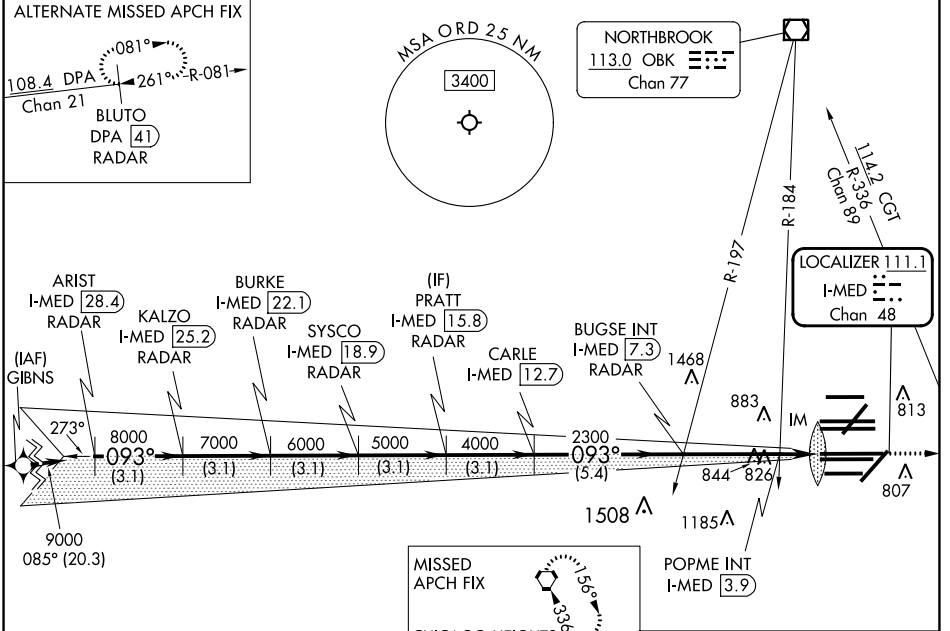 ALTERNATE MISSED APCH FIX
081°
108.4 DPA
Chan 21
261°
R-081
BLUTO
DPA 41
RADAR
MSA ORD 25 NM
3400
NORTHBROOK
113.0 OBK
Chan 77
114.2 CGT
R-336
Chan 89
R-197
R-184
LOCALIZER 111.1
I-MED
Chan 48
(IAF)
GIBNS
ARIST
I-MED 28.4
RADAR
KALZO
I-MED 25.2
RADAR
BURKE
I-MED 22.1
RADAR
SYSCO
I-MED 18.9
RADAR
(IF)
PRATT
I-MED 15.8
RADAR
CARLE
I-MED 12.7
BUGSE INT
I-MED 7.3
RADAR
1468
883
IM
813
273°
8000
093°
(3.1)
7000
(3.1)
6000
(3.1)
5000
(3.1)
4000
(3.1)
2300
093°
(5.4)
844
826
807
9000
085° (20.3)
1508
1185
POPME INT
I-MED 3.9
MISSED
APCH FIX
156°
336°